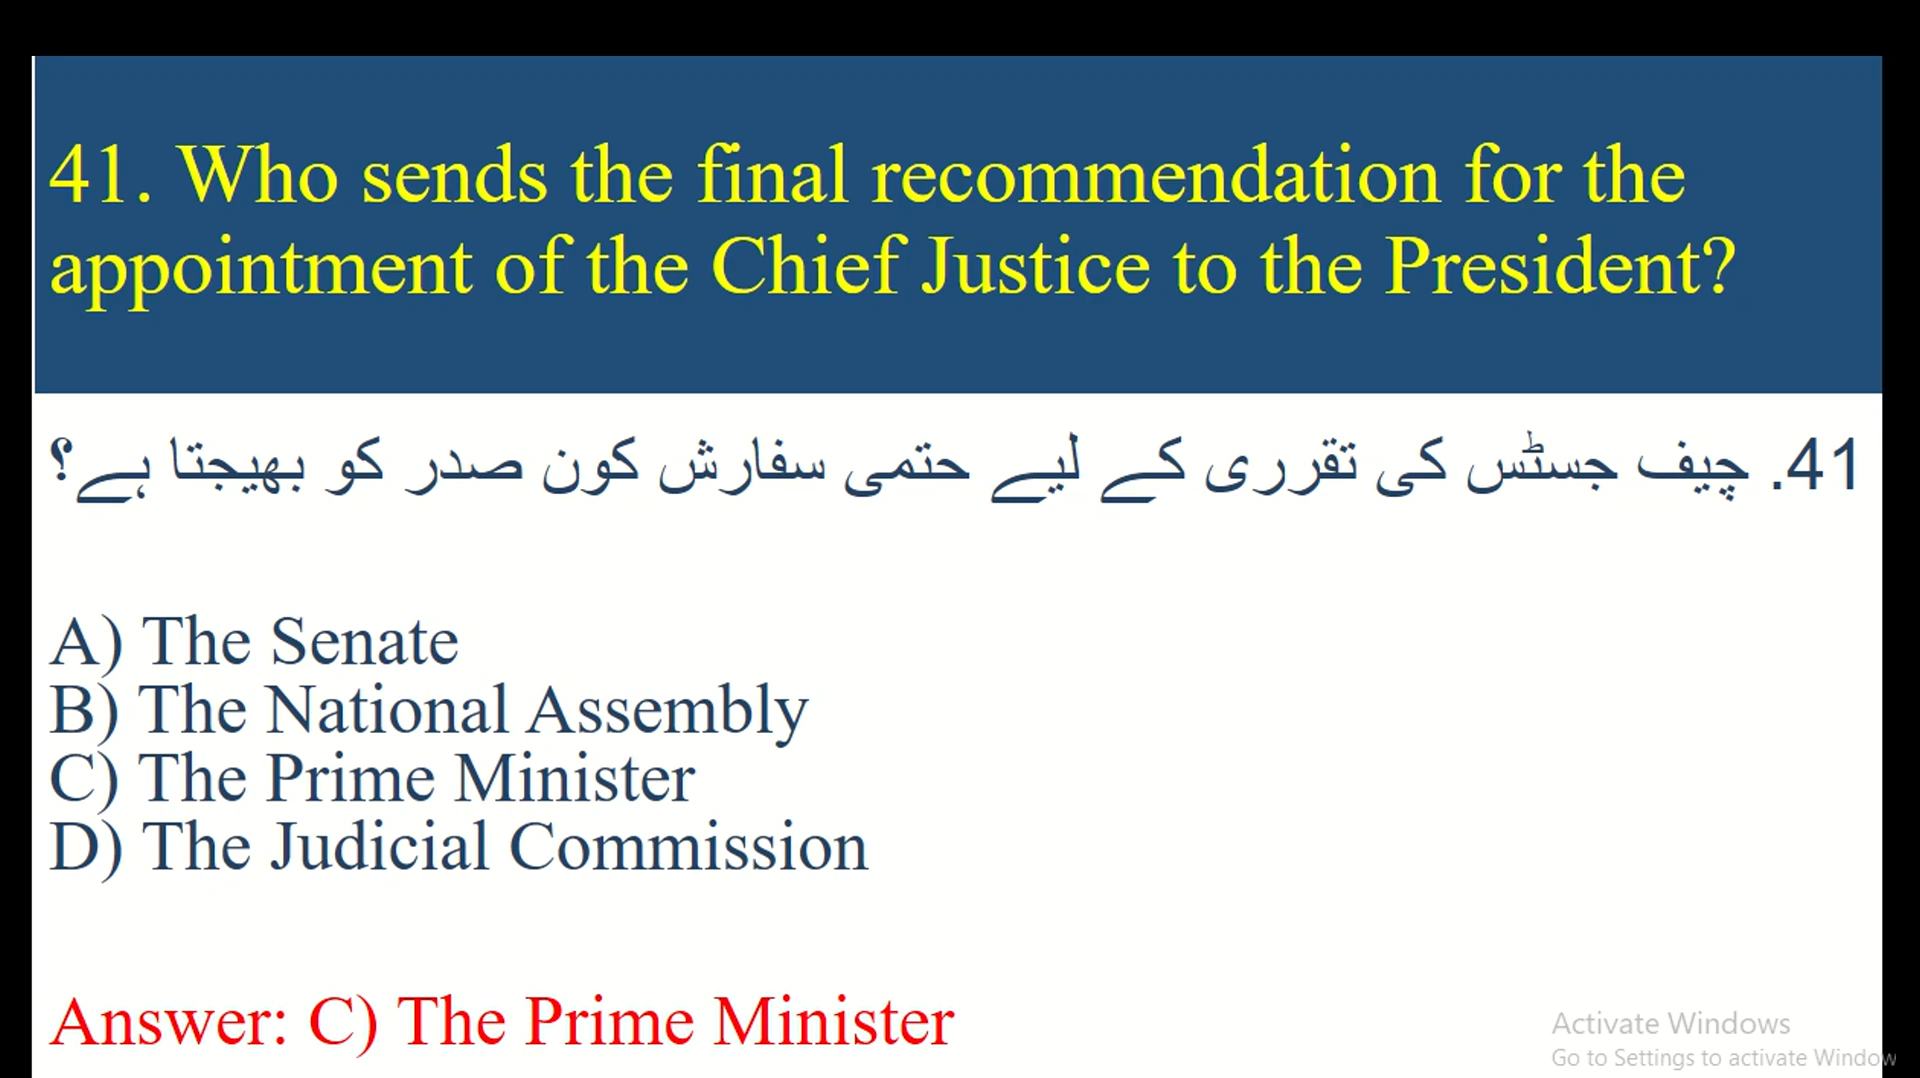 41. Who sends the final recommendation for the
appointment of the Chief Justice to the President?
41. چیف جسٹس کی تقرری کے لیے حتمی سفارش کون صدر کو بھیجتا ہے؟
A) The Senate
B) The National Assembly
C) The Prime Minister
D) The Judicial Commission
Answer: C) The Prime Minister
Activate Windows
Go to Settings to activate Window